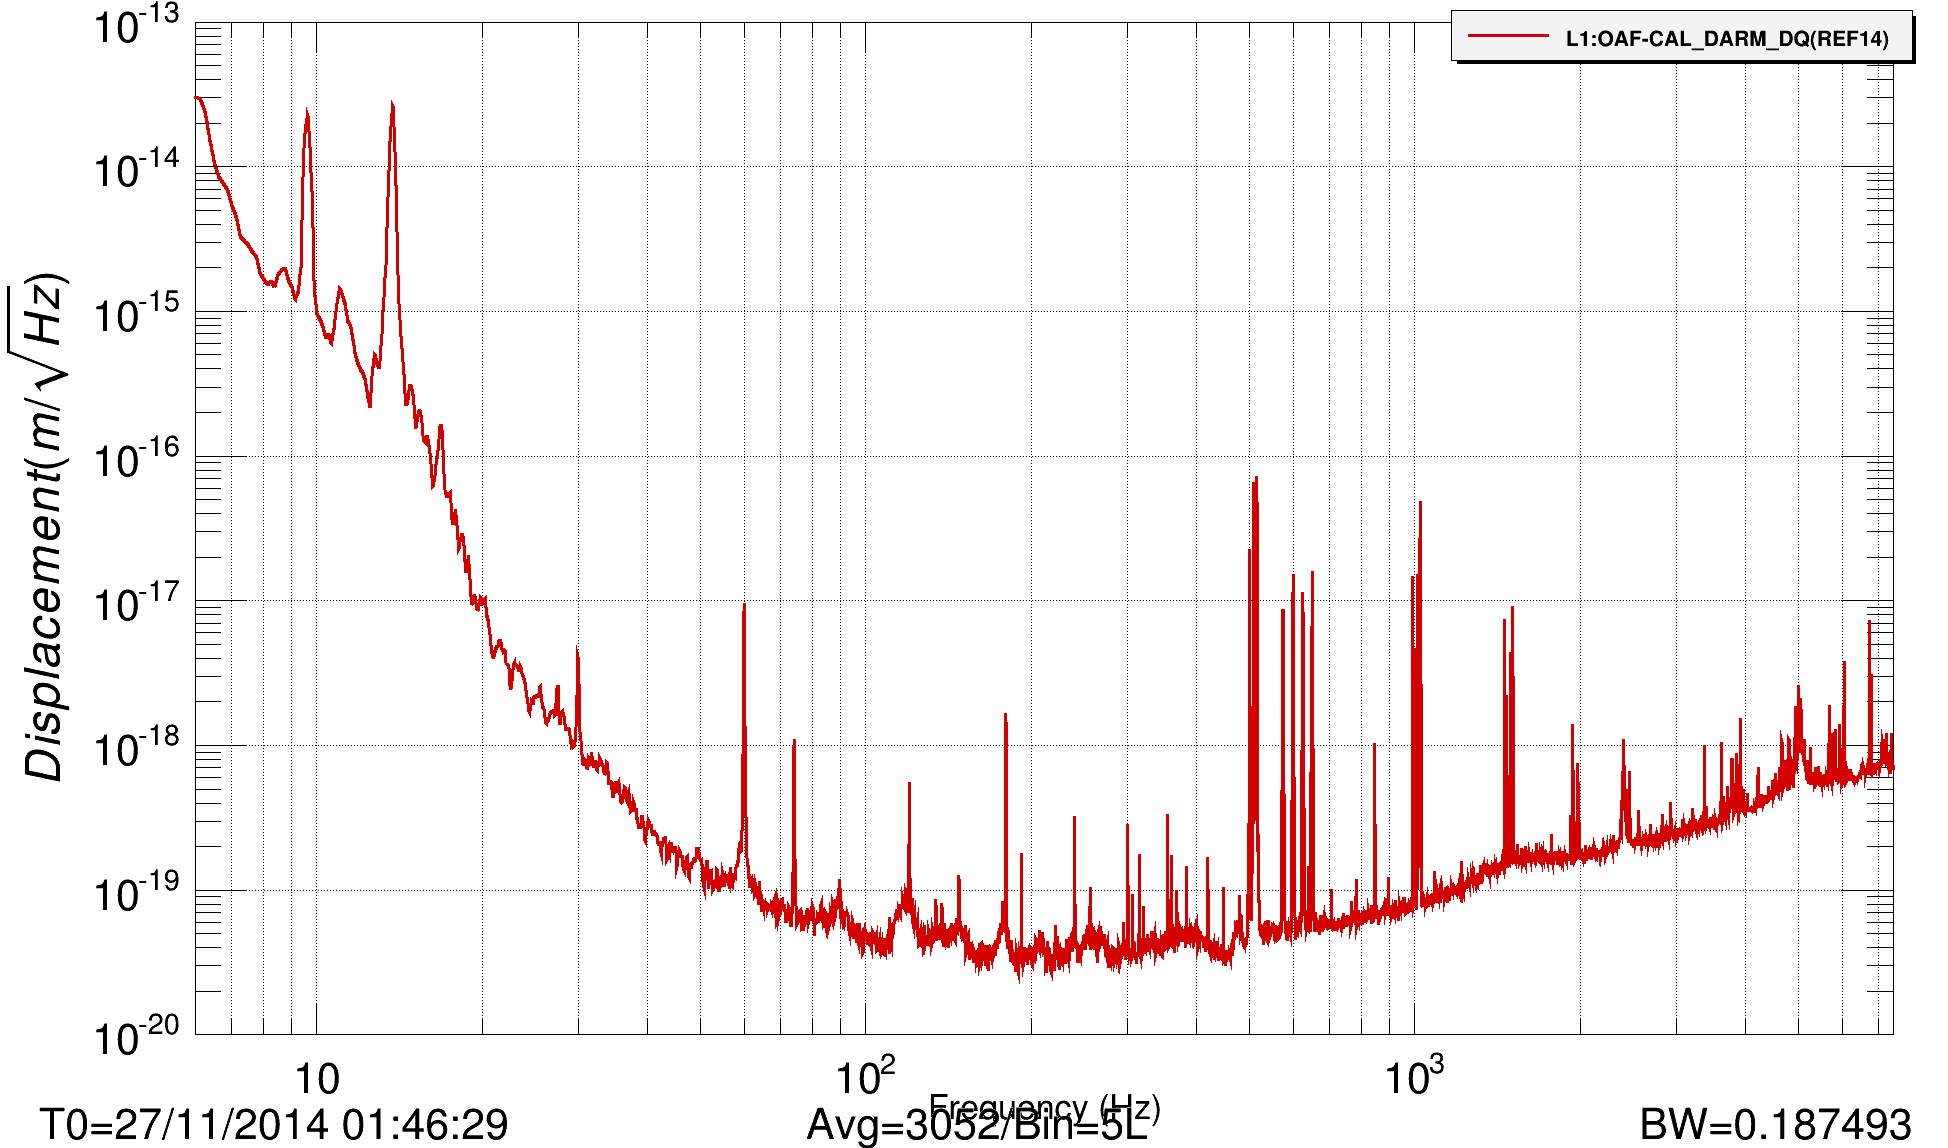 L1:OAF-CAL_DARM_DQ(REF14)
10^-13
10^-14
10^-15
10^-16
10^-17
10^-18
10^-19
10^-20
Displacement(m/√Hz)
10 10^2 10^3
Frequency (Hz)
T0=27/11/2014 01:46:29 Avg=3052/Bin=5L BW=0.187493